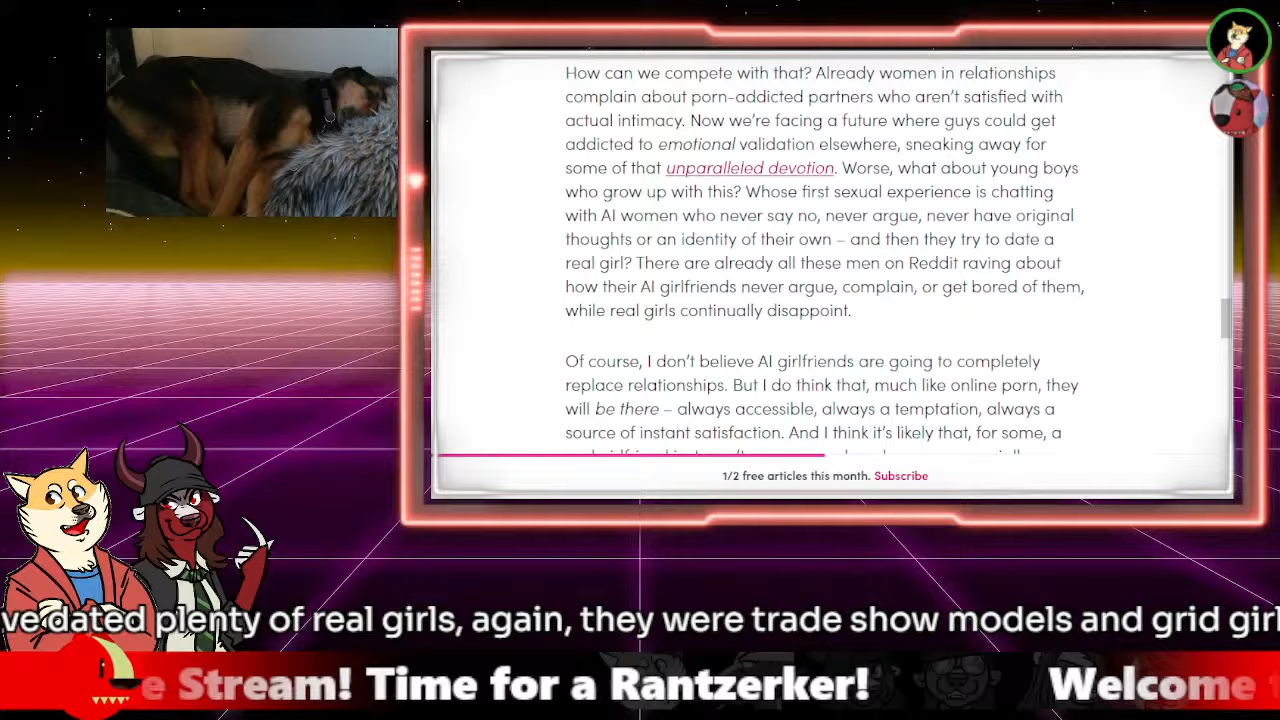 How can we compete with that? Already women in relationships
complain about porn-addicted partners who aren't satisfied with
actual intimacy. Now we're facing a future where guys could get
addicted to emotional validation elsewhere, sneaking away for
some of that unparalleled devotion. Worse, what about young boys
who grow up with this? Whose first sexual experience is chatting
with AI women who never say no, never argue, never have original
thoughts or an identity of their own – and then they try to date a
real girl? There are already all these men on Reddit raving about
how their AI girlfriends never argue, complain, or get bored of them,
while real girls continually disappoint.
Of course, I don't believe AI girlfriends are going to completely
replace relationships. But I do think that, much like online porn, they
will be there – always accessible, always a temptation, always a
source of instant satisfaction. And I think it's likely that, for some, a
1/2 free articles this month. Subscribe
ve dated plenty of real girls, again, they were trade show models and grid girl
e Stream! Time for a Rantzerker! Welcome